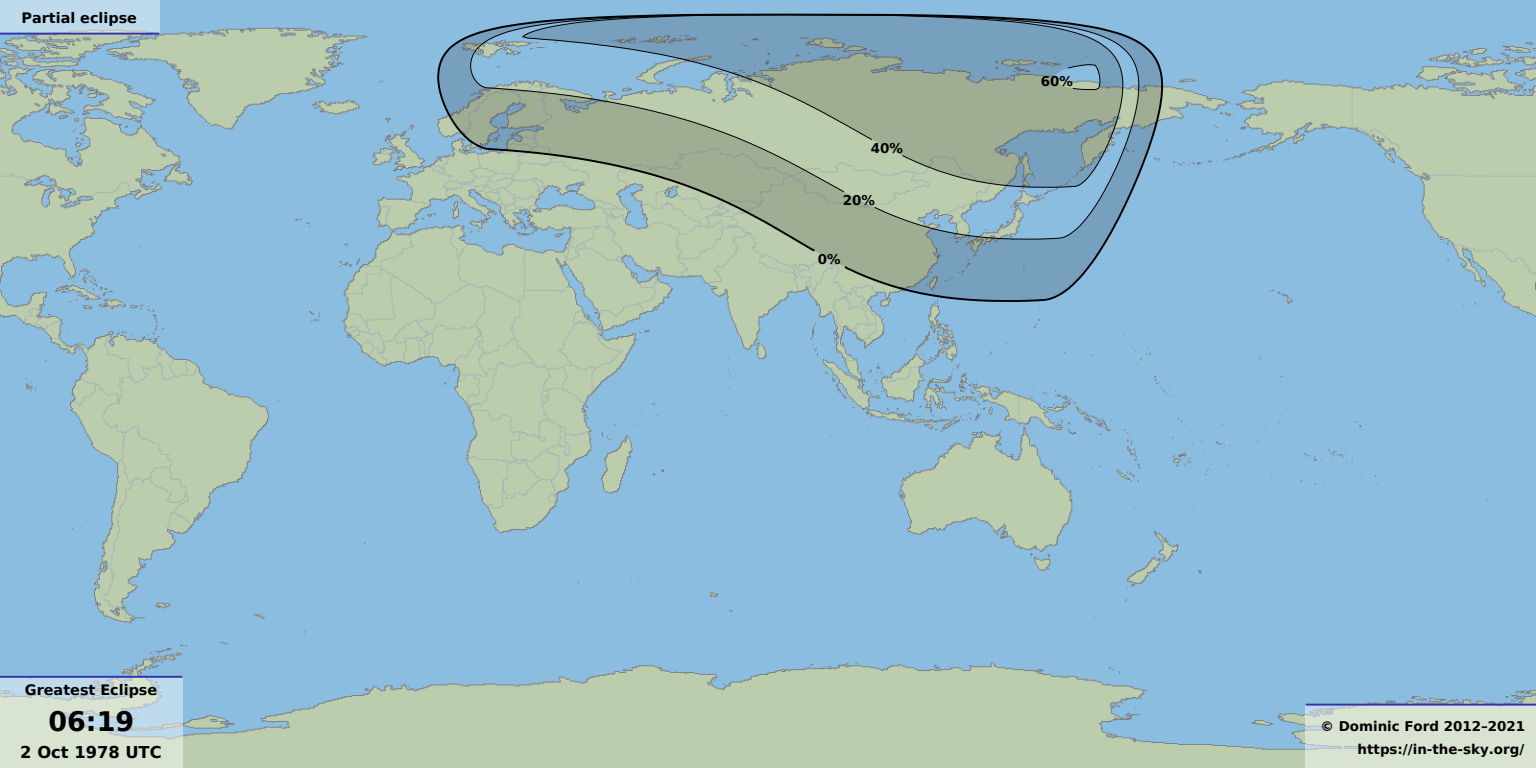 Partial eclipse
60%
40%
20%
0%
Greatest Eclipse
06:19
2 Oct 1978 UTC
© Dominic Ford 2012–2021
https://in-the-sky.org/